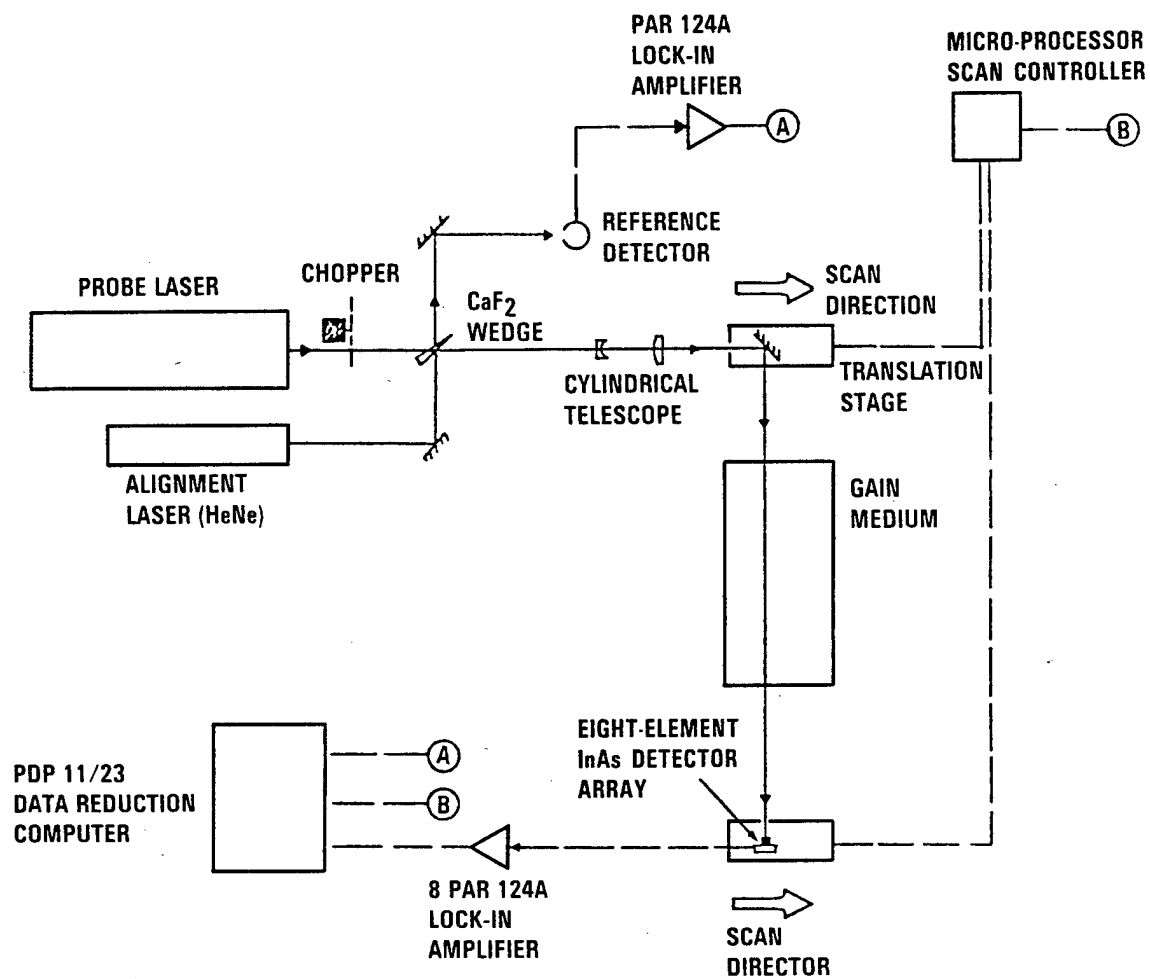 PAR 124A
LOCK-IN
AMPLIFIER
A
MICRO-PROCESSOR
SCAN CONTROLLER
B
REFERENCE
DETECTOR
PROBE LASER
CHOPPER
CaF2
WEDGE
SCAN
DIRECTION
CYLINDRICAL
TELESCOPE
TRANSLATION
STAGE
ALIGNMENT
LASER (HeNe)
GAIN
MEDIUM
EIGHT-ELEMENT
InAs DETECTOR
ARRAY
PDP 11/23
DATA REDUCTION
COMPUTER
A
B
8 PAR 124A
LOCK-IN
AMPLIFIER
SCAN
DIRECTOR